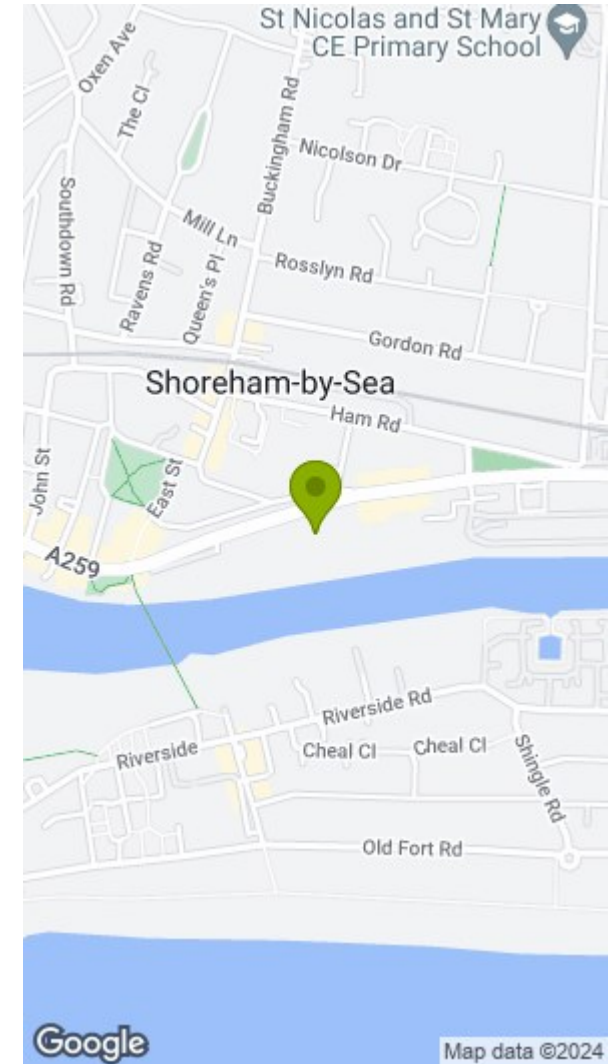 St Nicolas and St Mary
CE Primary School
Oxen Ave
The Cl
Buckingham Rd
Nicolson Dr
Southdown Rd
Mill Ln
Ravens Rd
Queen's Pl
Rosslyn Rd
Gordon Rd
Shoreham-by-Sea
Ham Rd
John St
East St
A259
Riverside Rd
Riverside
Cheal Cl
Cheal Cl
Shingle Rd
Old Fort Rd
Google
Map data ©2024